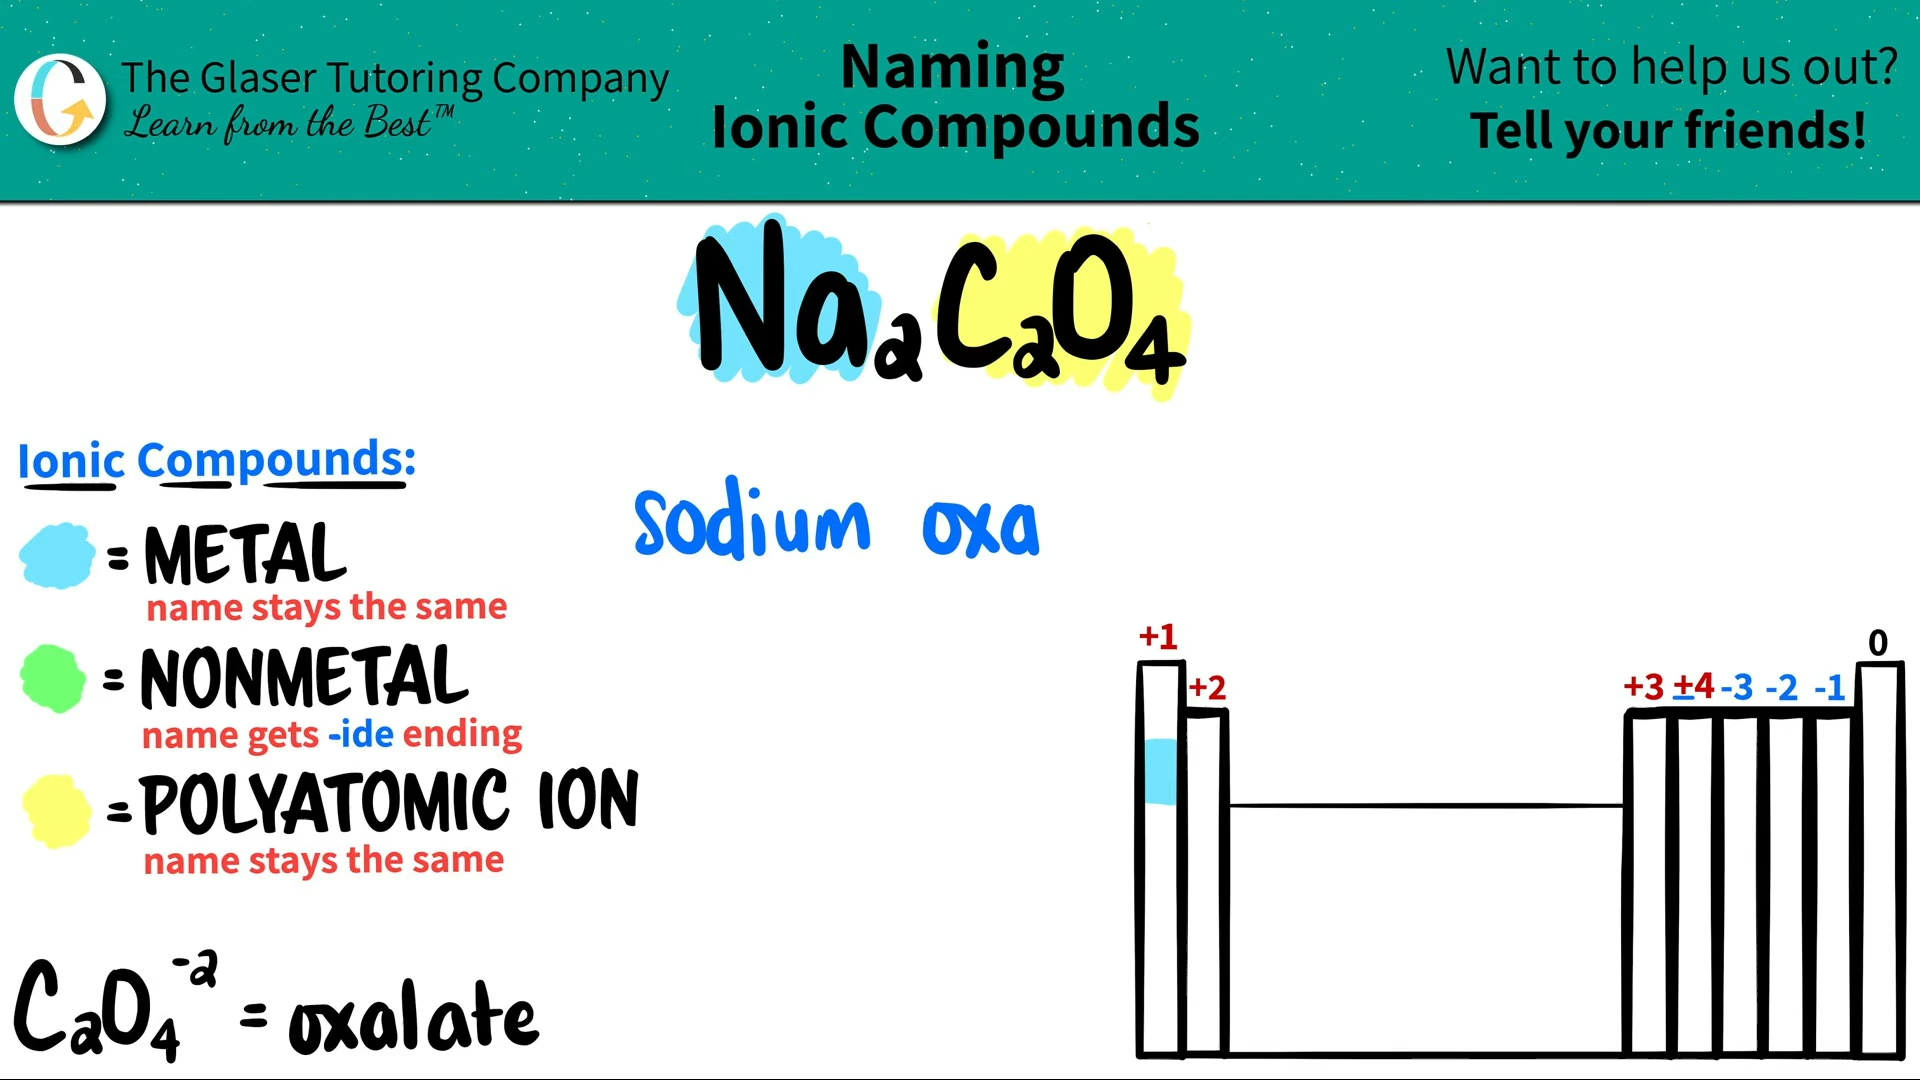 The Glaser Tutoring Company
Learn from the Best™
Naming
Ionic Compounds
Want to help us out?
Tell your friends!
Na₂C₂O₄
Ionic Compounds:
= METAL
name stays the same
= NONMETAL
name gets -ide ending
= POLYATOMIC ION
name stays the same
C₂O₄⁻² = oxalate
sodium oxa
+1
+2
+3 ±4 -3 -2 -1
0